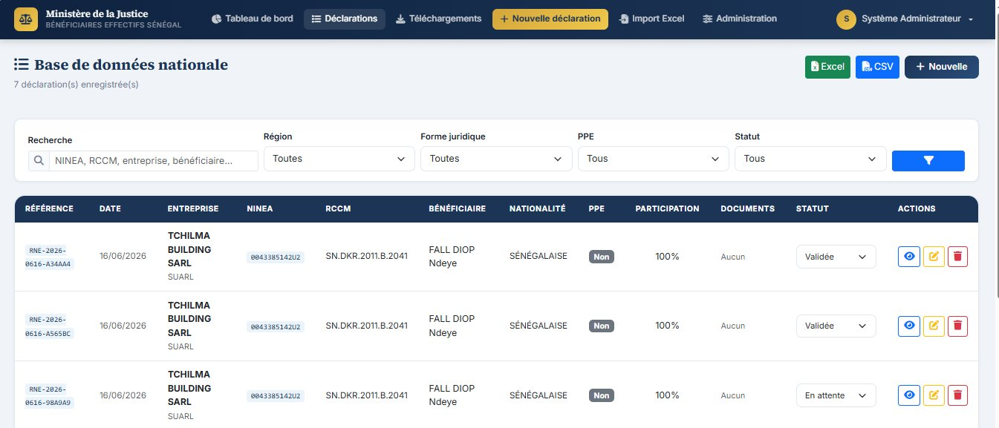 Ministère de la Justice
BÉNÉFICIAIRES EFFECTIFS SÉNÉGAL
Tableau de bord
Déclarations
Téléchargements
+ Nouvelle déclaration
Import Excel
Administration
S
Système Administrateur
Base de données nationale
7 déclaration(s) enregistrée(s)
Excel
CSV
+ Nouvelle
Recherche
NINEA, RCCM, entreprise, bénéficiaire...
Région
Toutes
Forme juridique
Toutes
PPE
Tous
Statut
Tous
RÉFÉRENCE DATE ENTREPRISE NINEA RCCM BÉNÉFICIAIRE NATIONALITÉ PPE PARTICIPATION DOCUMENTS STATUT ACTIONS
RNE-2026-
0616-A34AA4
16/06/2026
TCHILMA
BUILDING
SARL
SUARL
0043385142U2
SN.DKR.2011.B.2041
FALL DIOP
Ndeye
SÉNÉGALAISE
Non
100%
Aucun
Validée
RNE-2026-
0616-A565BC
16/06/2026
TCHILMA
BUILDING
SARL
SUARL
0043385142U2
SN.DKR.2011.B.2041
FALL DIOP
Ndeye
SÉNÉGALAISE
Non
100%
Aucun
Validée
RNE-2026-
0616-98A9A9
16/06/2026
TCHILMA
BUILDING
SARL
SUARL
0043385142U2
SN.DKR.2011.B.2041
FALL DIOP
Ndeye
SÉNÉGALAISE
Non
100%
Aucun
En attente